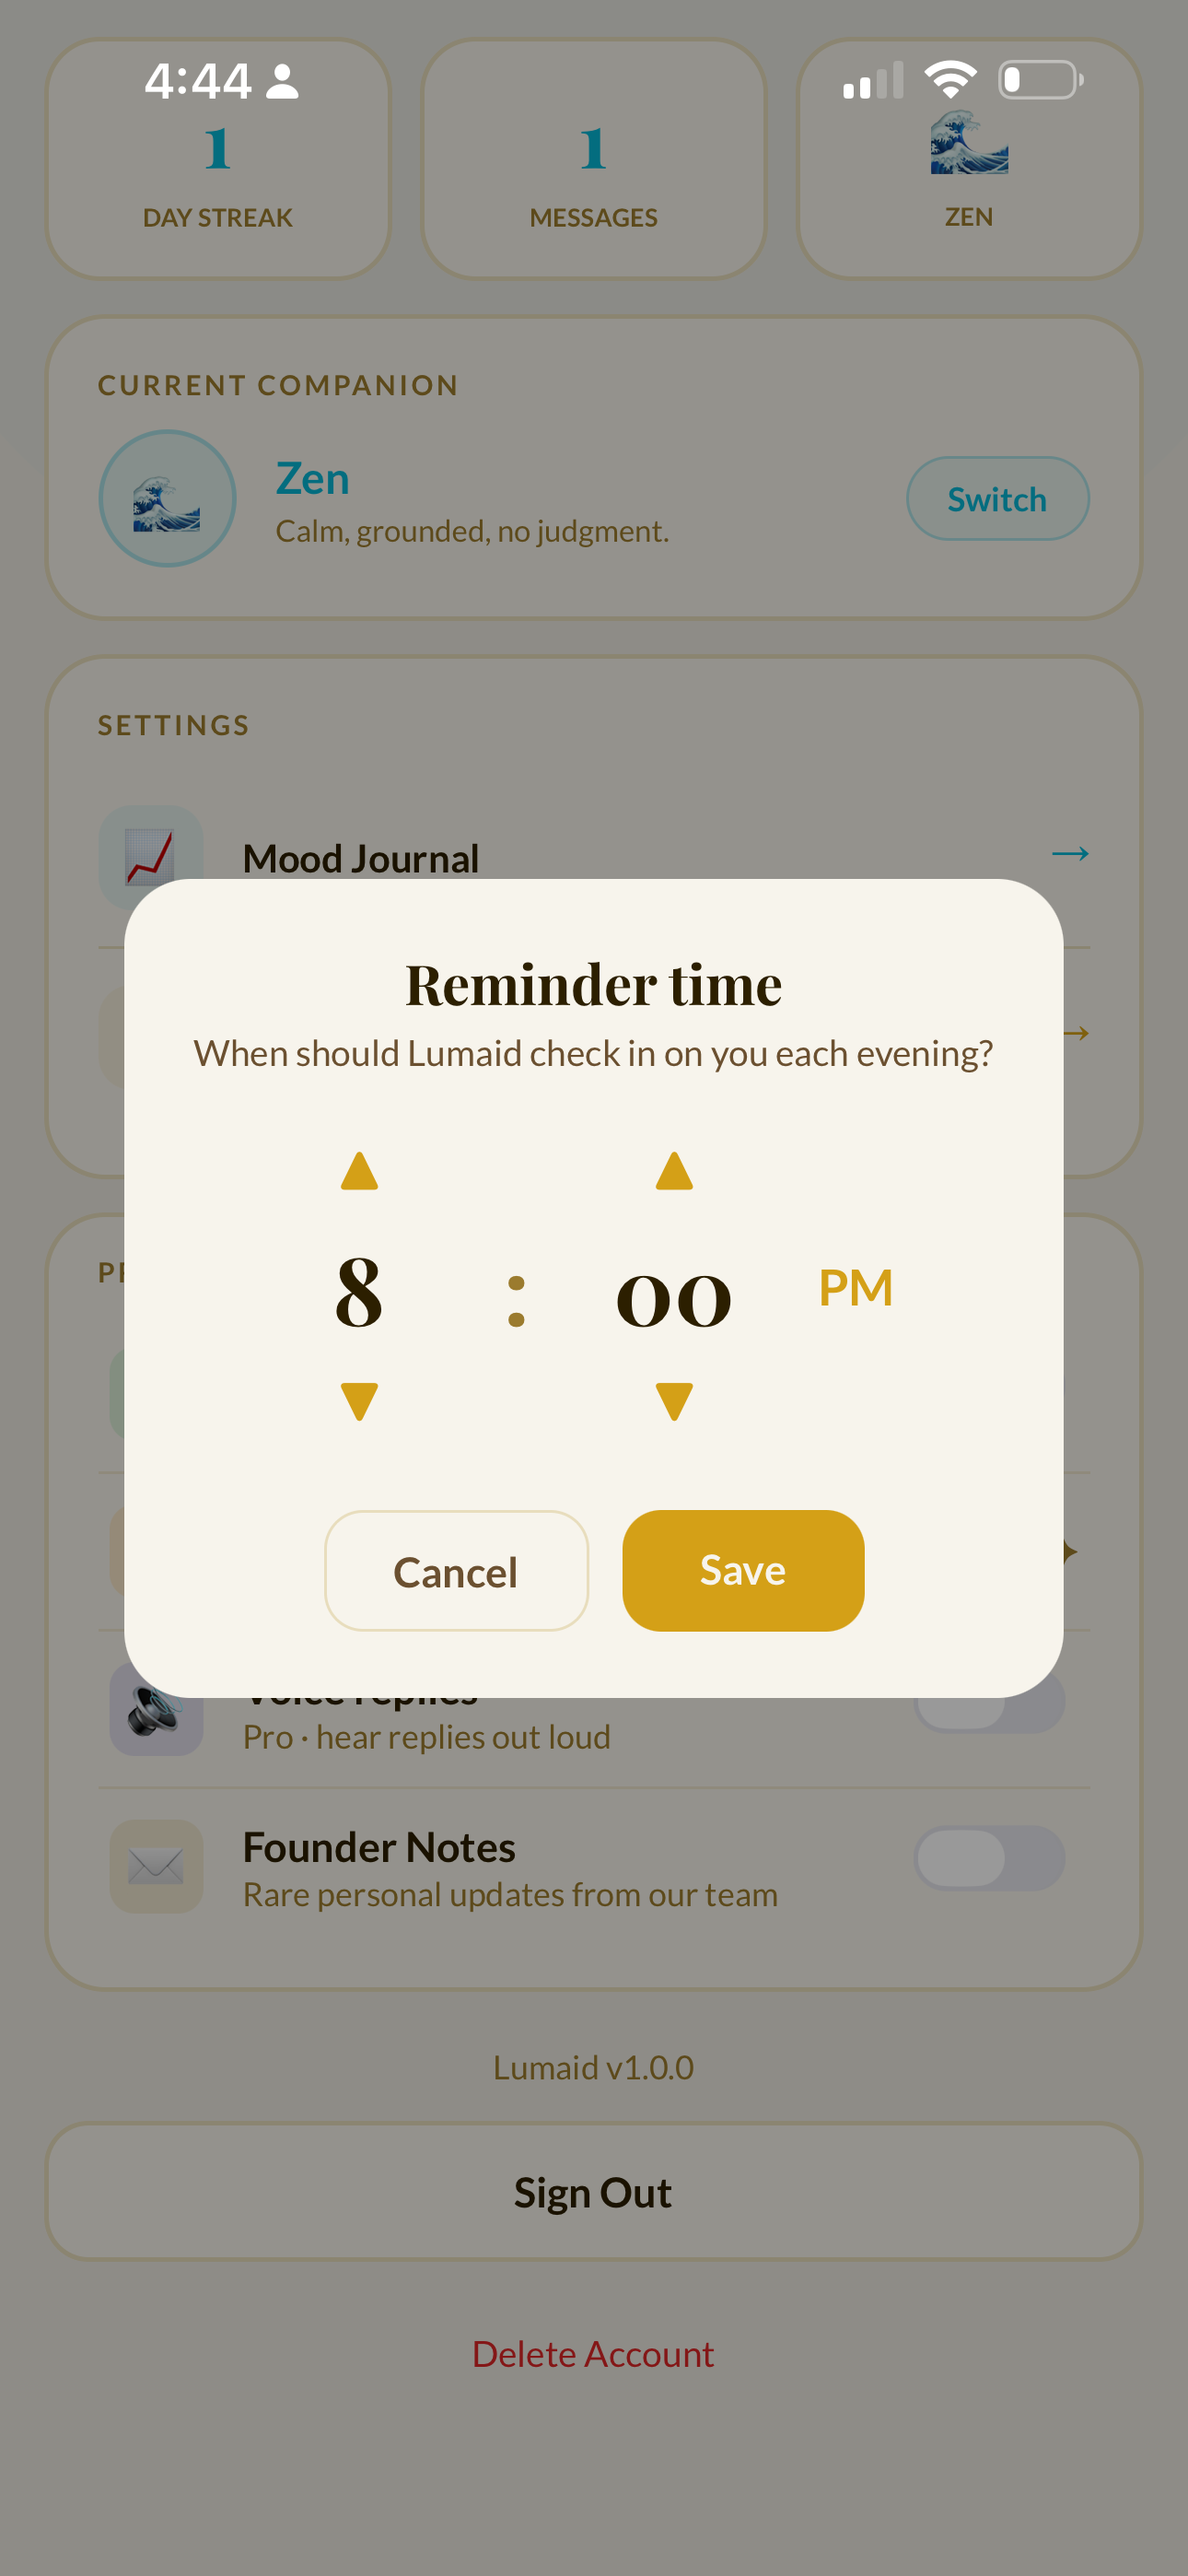 4:44
1
1
DAY STREAK
MESSAGES
ZEN
CURRENT COMPANION
Zen
Calm, grounded, no judgment.
Switch
SETTINGS
Mood Journal
→
Reminder time
When should Lumaid check in on you each evening?
→
8 : 00 PM
Cancel
Save
Voice replies
Pro · hear replies out loud
Founder Notes
Rare personal updates from our team
Lumaid v1.0.0
Sign Out
Delete Account